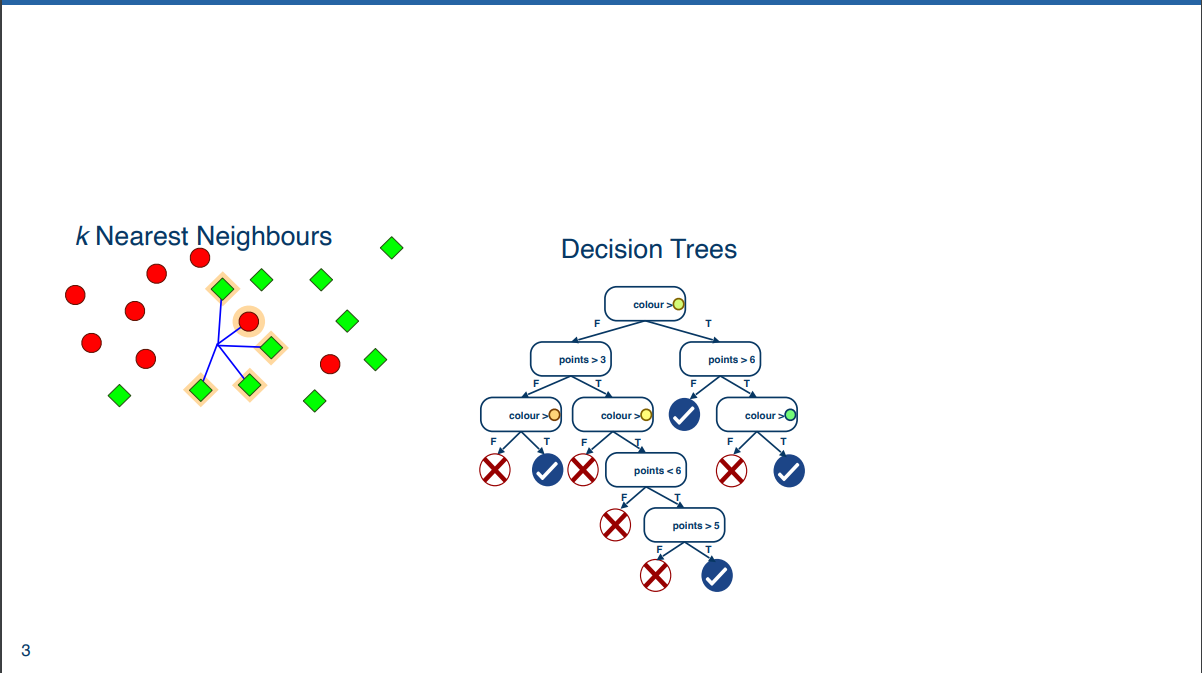 k Nearest Neighbours
Decision Trees
colour >
F
T
points > 3
points > 6
F
T
F
T
colour >
colour >
colour >
F
T
F
T
F
T
points < 6
F
T
points > 5
F
T
3